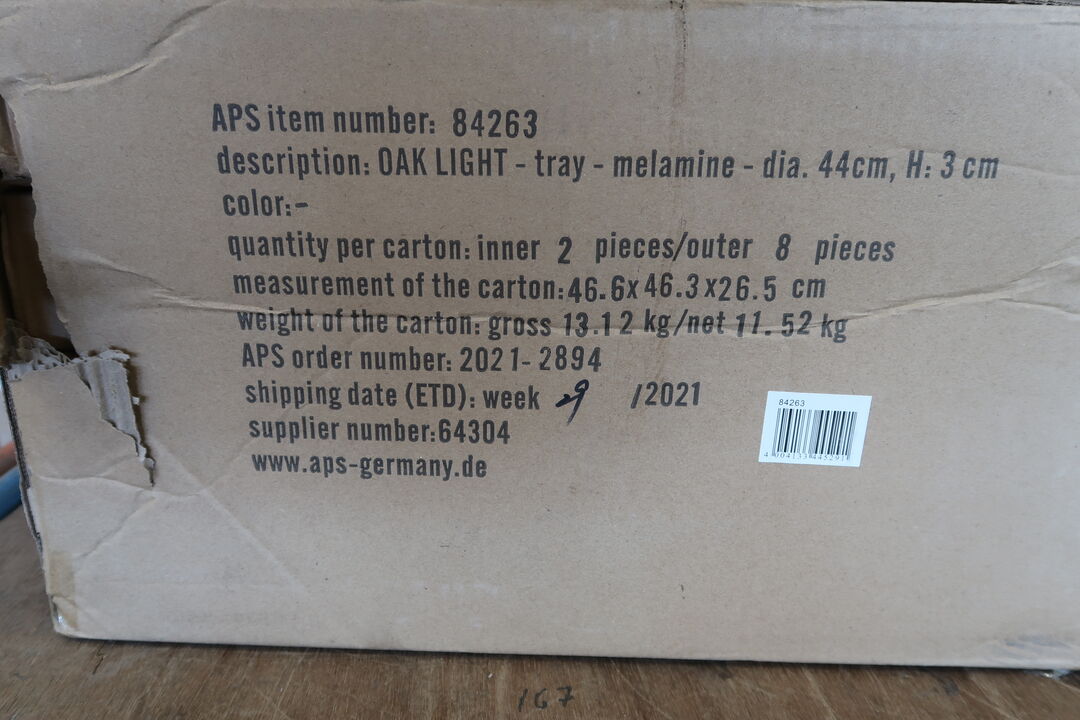 APS item number: 84263
description: OAK LIGHT - tray - melamine - dia. 44cm, H: 3 cm
color:-
quantity per carton: inner 2 pieces/outer 8 pieces
measurement of the carton:46.6x46.3x26.5 cm
weight of the carton: gross 13.12 kg/net 11.52 kg
APS order number: 2021-2894
shipping date (ETD): week 29 /2021
supplier number:64304
www.aps-germany.de
84263
4 004133 445291
167